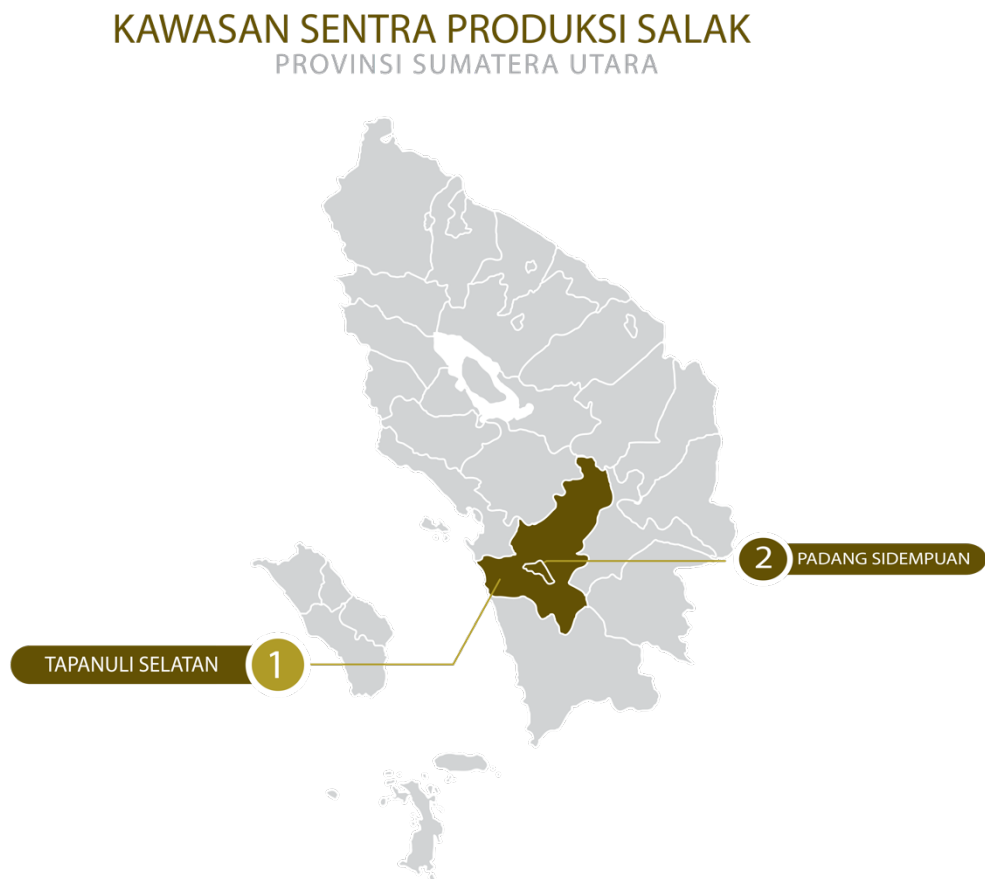 KAWASAN SENTRA PRODUKSI SALAK
PROVINSI SUMATERA UTARA
2 PADANG SIDEMPUAN
TAPANULI SELATAN 1